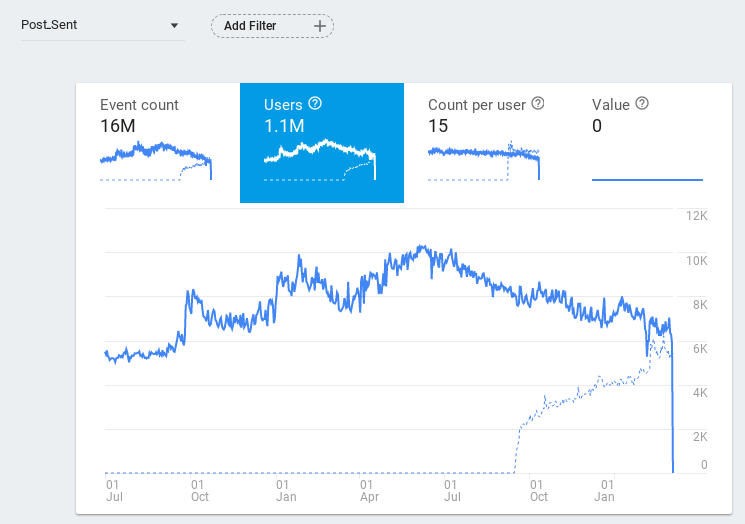 Post_Sent
Add Filter
Event count
16M
Users
1.1M
Count per user
15
Value
0
12K
10K
8K
6K
4K
2K
0
01 Jul
01 Oct
01 Jan
01 Apr
01 Jul
01 Oct
01 Jan